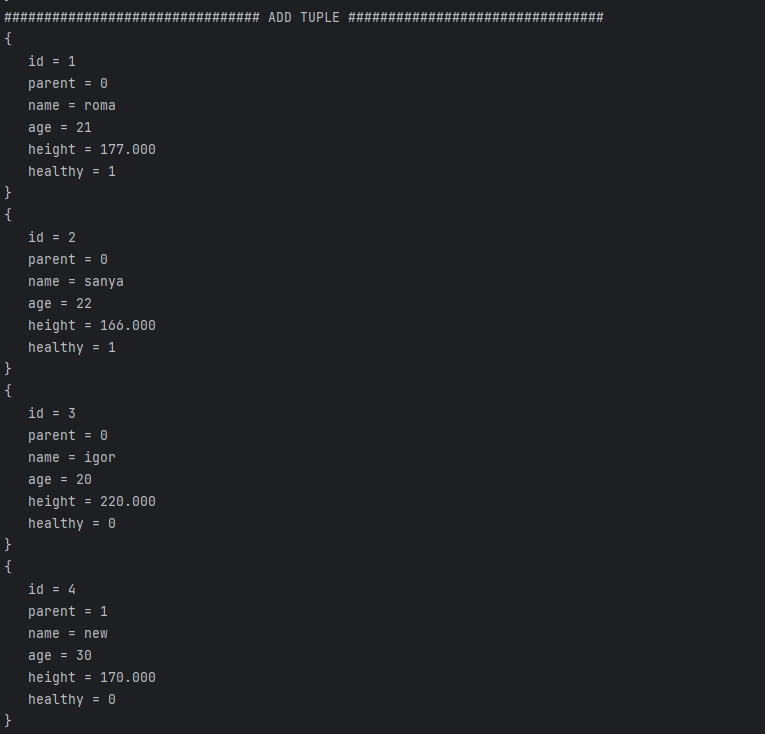 ################################ ADD TUPLE ################################
{
   id = 1
   parent = 0
   name = roma
   age = 21
   height = 177.000
   healthy = 1
}
{
   id = 2
   parent = 0
   name = sanya
   age = 22
   height = 166.000
   healthy = 1
}
{
   id = 3
   parent = 0
   name = igor
   age = 20
   height = 220.000
   healthy = 0
}
{
   id = 4
   parent = 1
   name = new
   age = 30
   height = 170.000
   healthy = 0
}